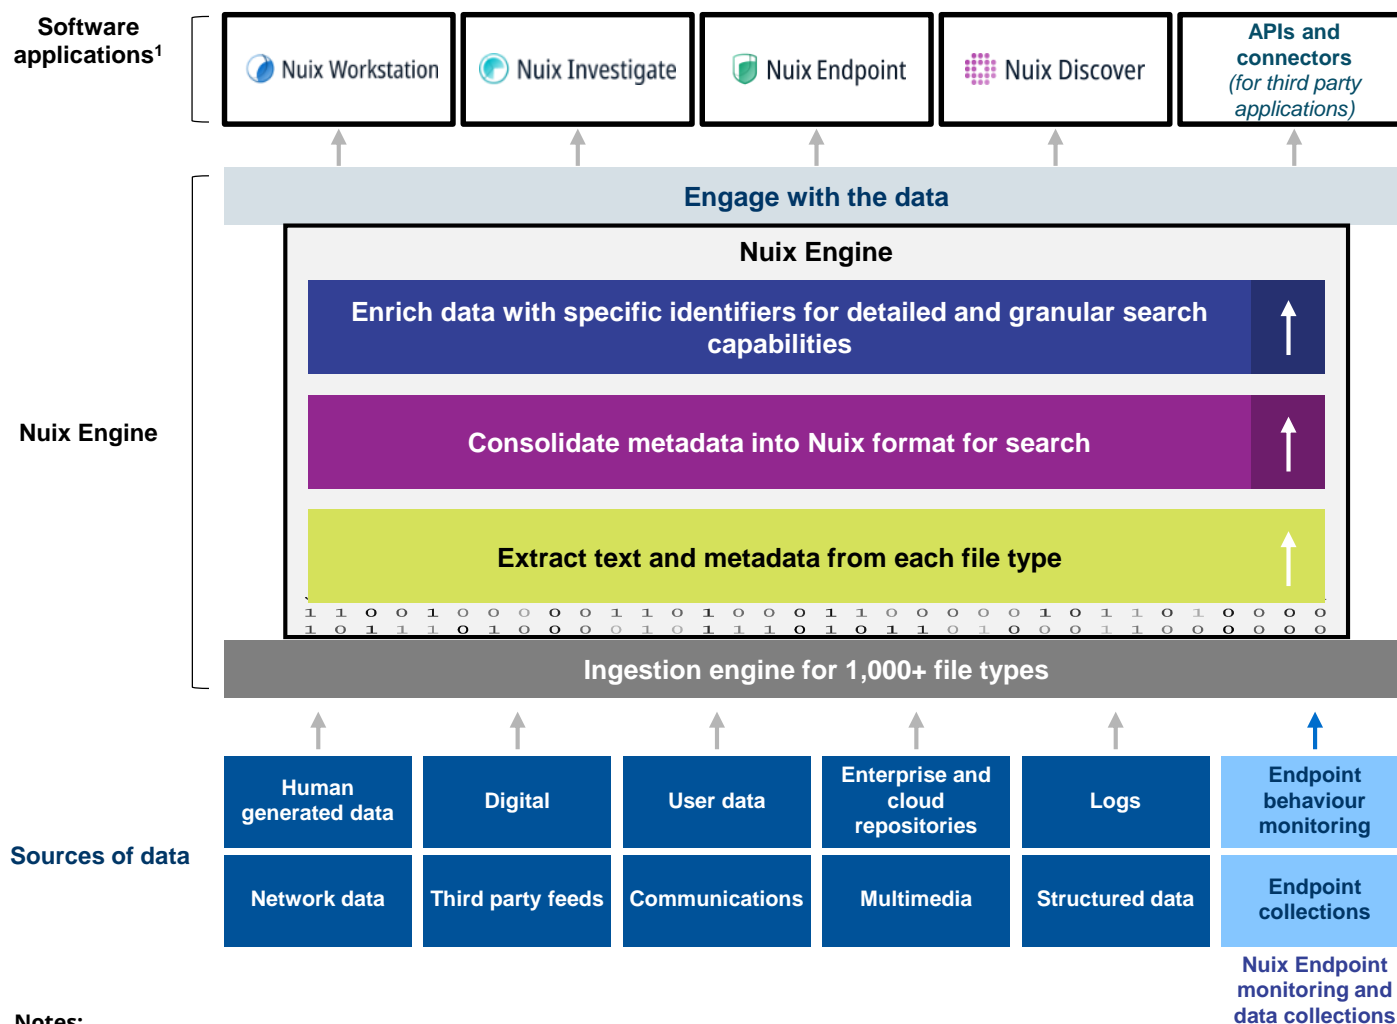 Software
applications¹
Nuix Workstation
Nuix Investigate
Nuix Endpoint
Nuix Discover
APIs and
connectors
(for third party
applications)
Engage with the data
Nuix Engine
Nuix Engine
Enrich data with specific identifiers for detailed and granular search
capabilities
Consolidate metadata into Nuix format for search
Extract text and metadata from each file type
1 1 0 0 1 0 0 0 0 0 1 1 0 1 0 0 0 1 1 0 0 0 0 0 1 0 1 1 0 1 0 0 0 0
1 0 1 1 1 0 1 0 0 0 0 1 0 1 1 1 0 1 0 1 1 1 0 1 0 0 0 1 1 0 0 0 0 0
Ingestion engine for 1,000+ file types
Sources of data
Human
generated data
Digital
User data
Enterprise and
cloud
repositories
Logs
Endpoint
behaviour
monitoring
Network data
Third party feeds
Communications
Multimedia
Structured data
Endpoint
collections
Nuix Endpoint
monitoring and
data collections
Notes: